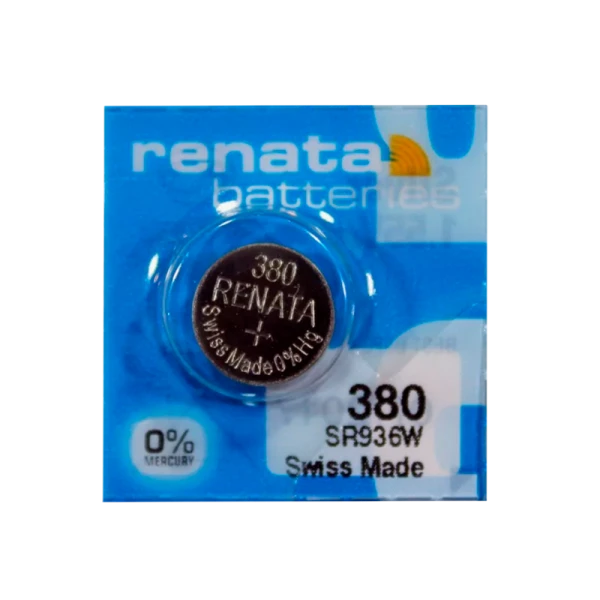 renata
batteries
380
RENATA
+
Swiss Made 0% Hg
380
SR936W
Swiss Made
0%
MERCURY